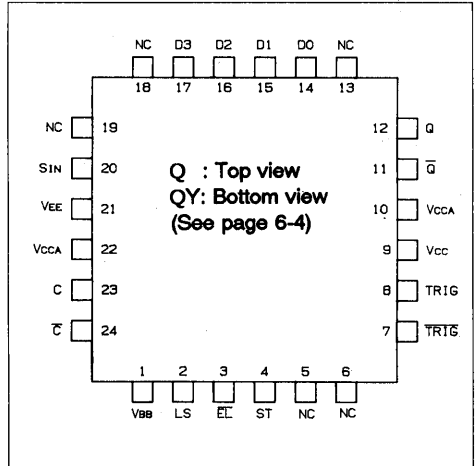 NC D3 D2 D1 D0 NC
18 17 16 15 14 13
NC 19 12 Q
SIN 20 11 Q̅
VEE 21 10 VCCA
VCCA 22 9 VCC
C 23 8 TRIG
C̅ 24 7 T̅R̅I̅G̅
Q : Top view
QY: Bottom view
(See page 6-4)
1 2 3 4 5 6
VBB LS E̅L̅ ST NC NC